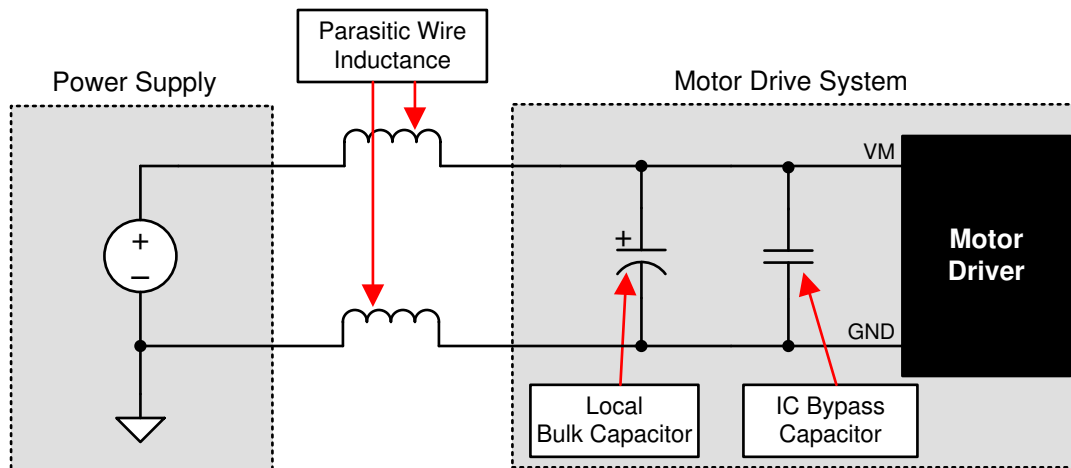 Parasitic Wire
Inductance
Power Supply
Motor Drive System
VM
+
+
–
Motor
Driver
GND
Local
Bulk Capacitor
IC Bypass
Capacitor